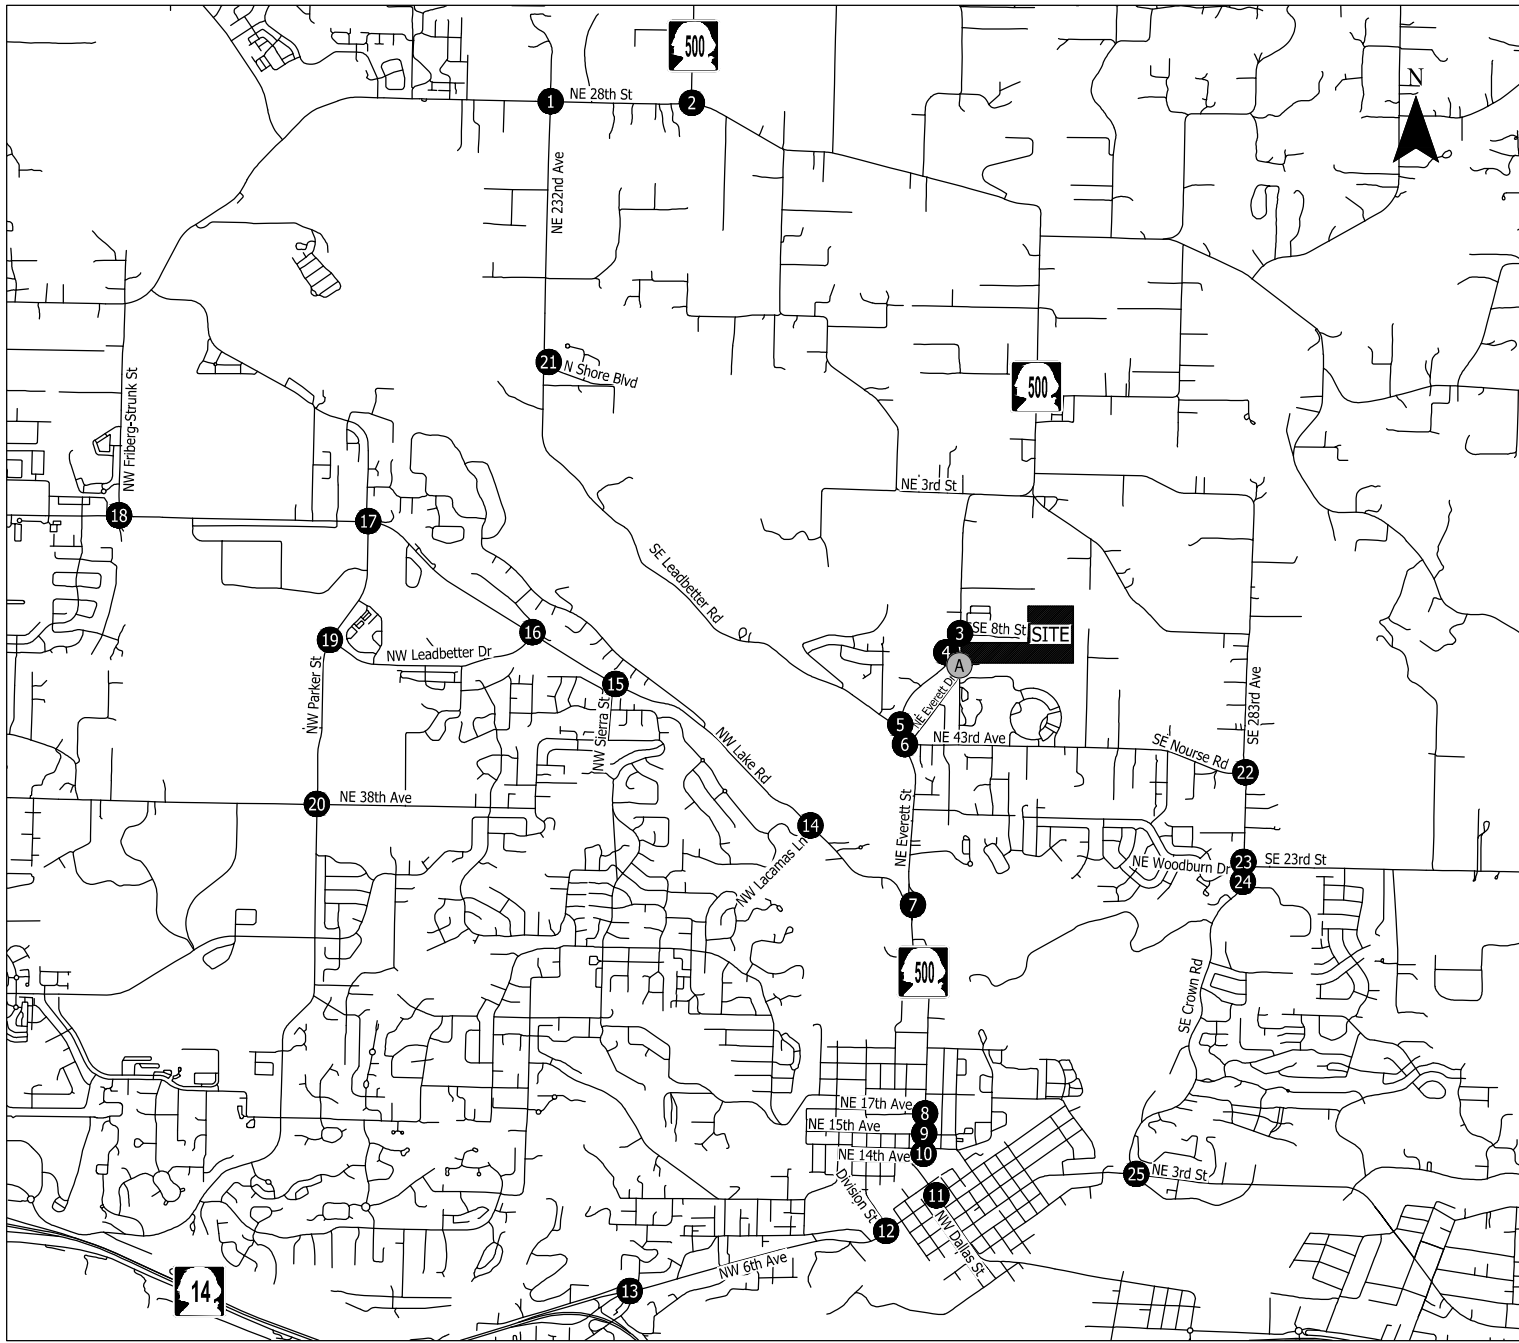 500
N
1
NE 28th St
2
NE 232nd Ave
21
N Shore Blvd
500
NW Friberg-Strunk St
NE 3rd St
18
17
SE Leadbetter Rd
16
3
SE 8th St
SITE
19
NW Leadbetter Dr
4
A
15
NW Parker St
NW Sierra St
NE Everett Dr
5
6
NE 43rd Ave
SE 283rd Ave
SE Nourse Rd
22
NW Lake Rd
20
NE 38th Ave
14
NE Everett St
NW Lacamas Ln
NE Woodburn Dr
23
SE 23rd St
24
7
500
SE Crown Rd
NE 17th Ave
8
NE 15th Ave
9
NE 14th Ave
10
25
NE 3rd St
Division St
11
12
NW Dallas St
NW 6th Ave
13
14